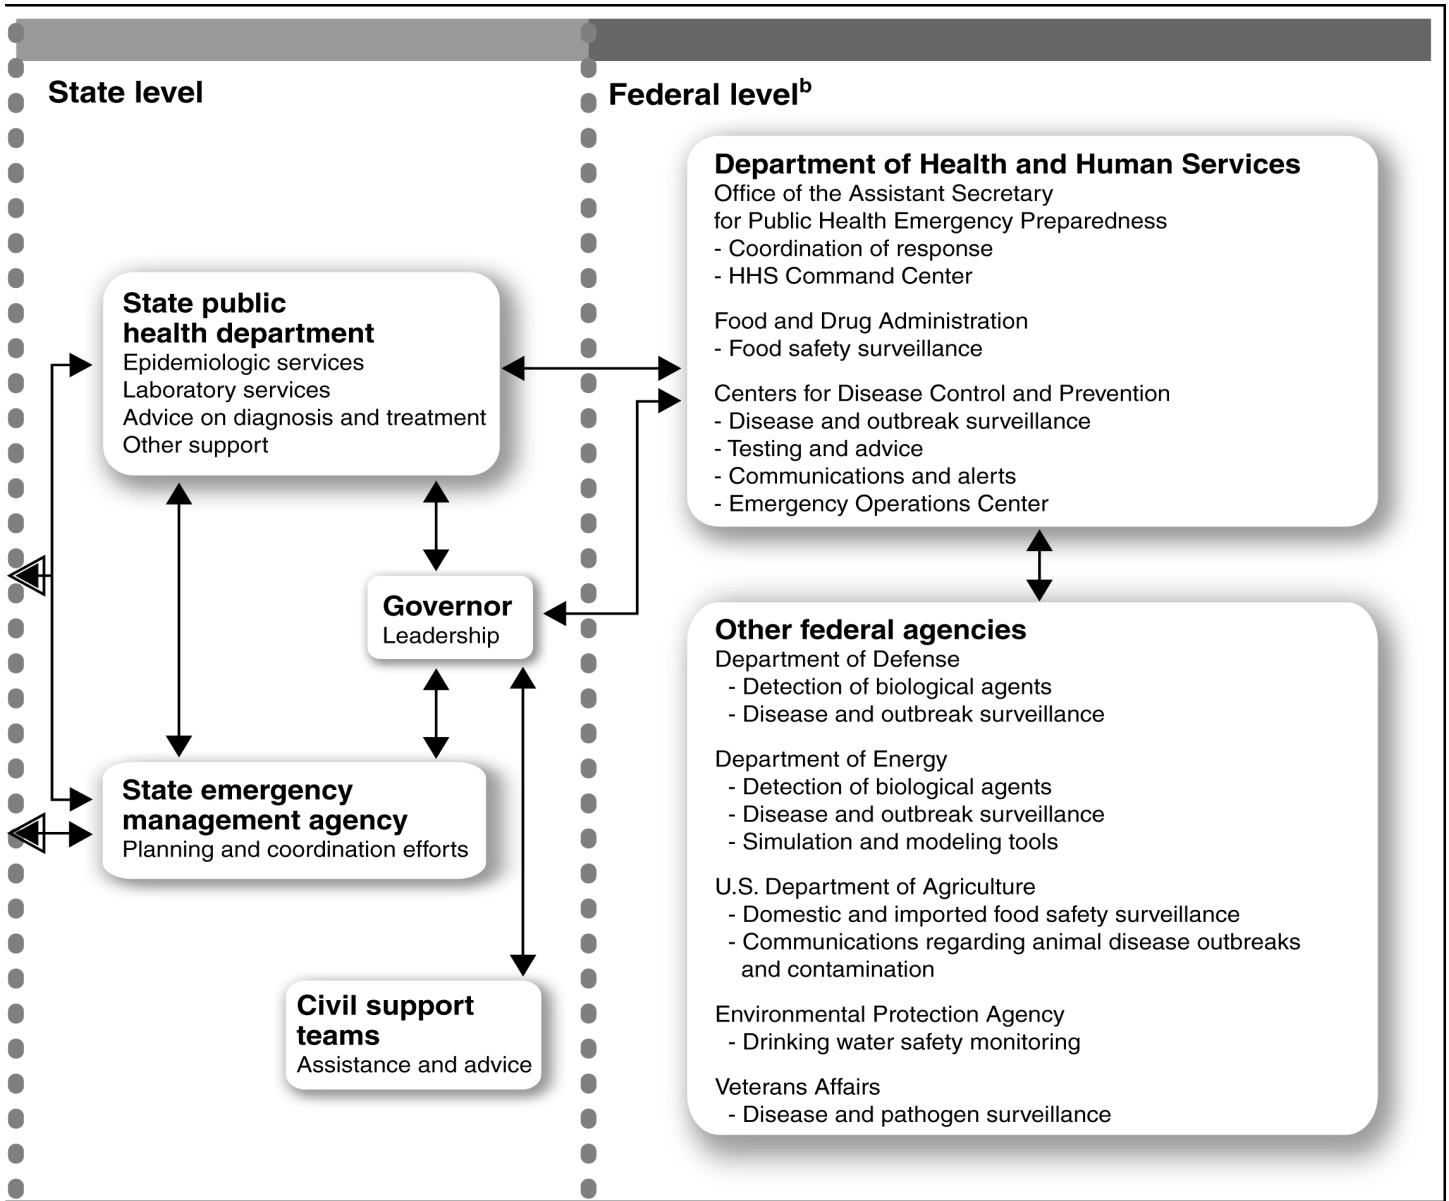 State level
State public
health department
Epidemiologic services
Laboratory services
Advice on diagnosis and treatment
Other support
Governor
Leadership
State emergency
management agency
Planning and coordination efforts
Civil support
teams
Assistance and advice
Federal levelᵇ
Department of Health and Human Services
Office of the Assistant Secretary
for Public Health Emergency Preparedness
- Coordination of response
- HHS Command Center
Food and Drug Administration
- Food safety surveillance
Centers for Disease Control and Prevention
- Disease and outbreak surveillance
- Testing and advice
- Communications and alerts
- Emergency Operations Center
Other federal agencies
Department of Defense
- Detection of biological agents
- Disease and outbreak surveillance
Department of Energy
- Detection of biological agents
- Disease and outbreak surveillance
- Simulation and modeling tools
U.S. Department of Agriculture
- Domestic and imported food safety surveillance
- Communications regarding animal disease outbreaks
and contamination
Environmental Protection Agency
- Drinking water safety monitoring
Veterans Affairs
- Disease and pathogen surveillance